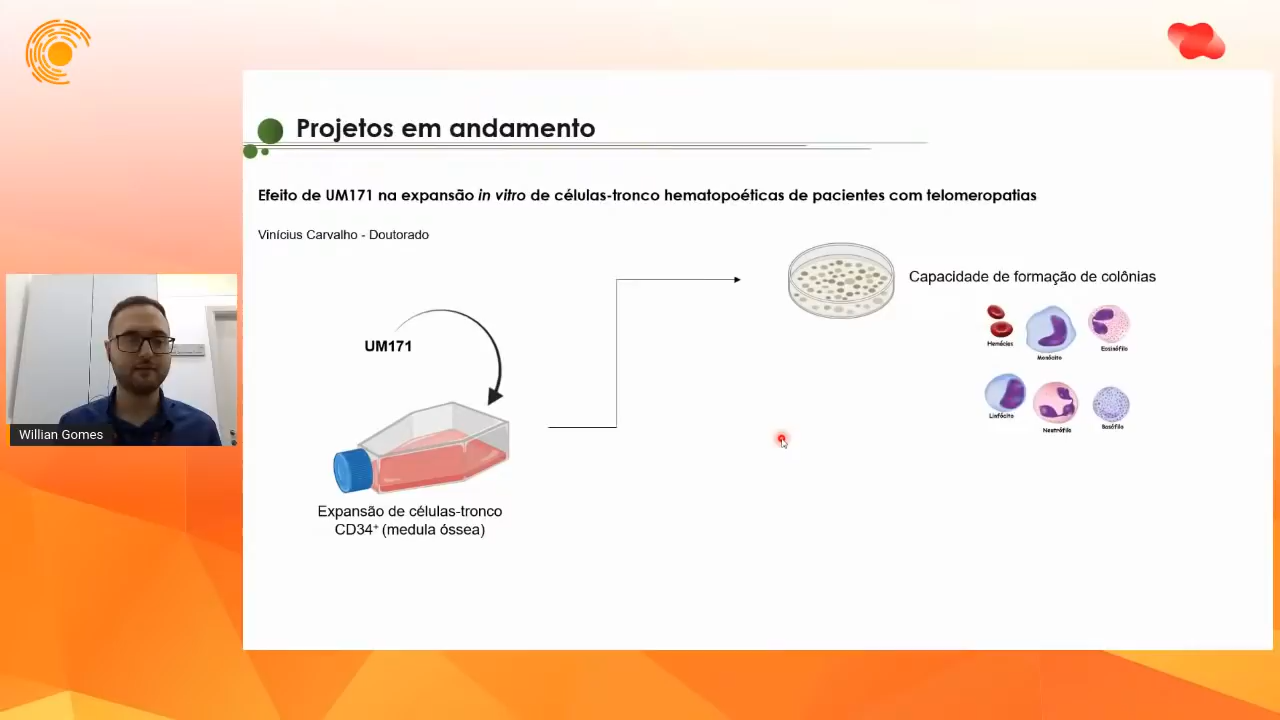 Projetos em andamento
Efeito de UM171 na expansão in vitro de células-tronco hematopoéticas de pacientes com telomeropatias
Vinícius Carvalho - Doutorado
Capacidade de formação de colônias
UM171
Hemécios
Monócito
Eosinófilo
Linfócito
Neutrófilo
Basófilo
Willian Gomes
Expansão de células-tronco
CD34⁺ (medula óssea)